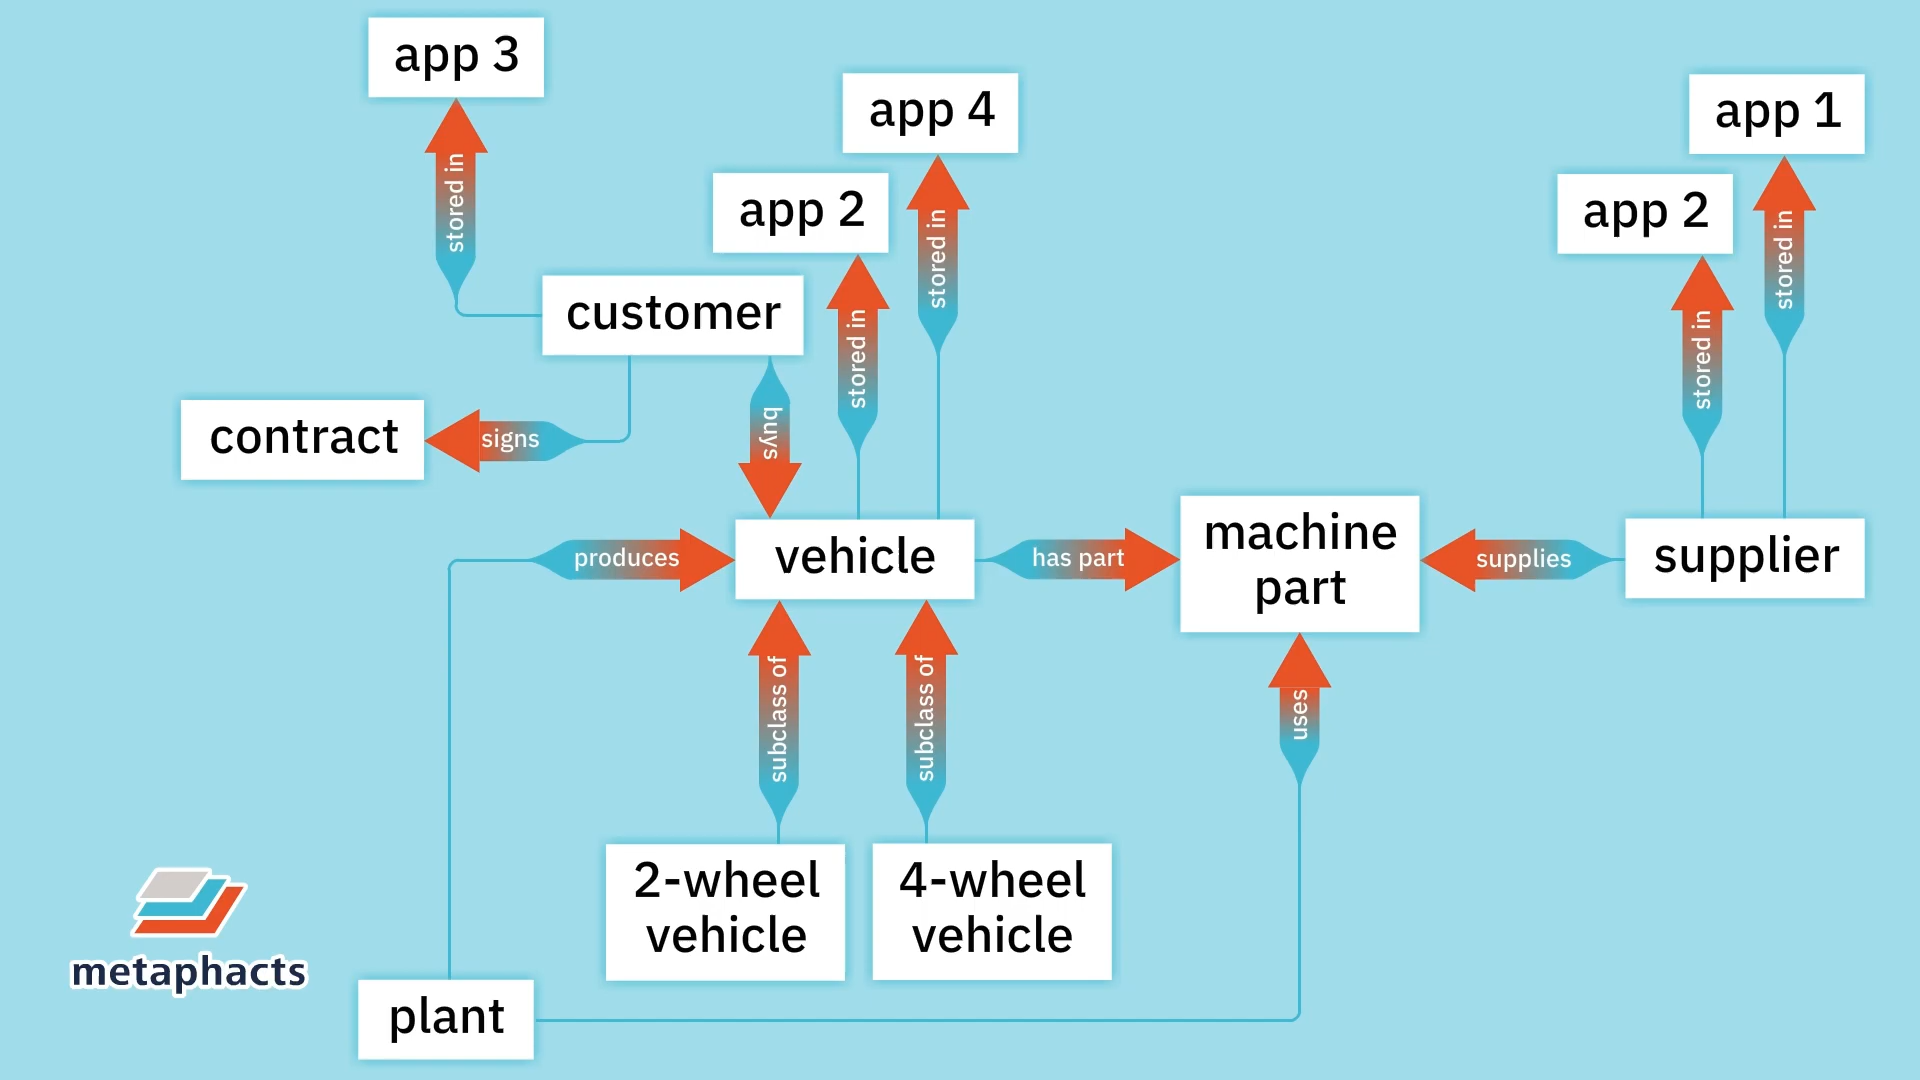 app 3
app 4
app 1
stored in
app 2
stored in
app 2
stored in
customer
stored in
stored in
contract
signs
buys
produces
vehicle
has part
machine
part
supplies
supplier
subclass of
subclass of
uses
2-wheel
vehicle
4-wheel
vehicle
metaphacts
plant